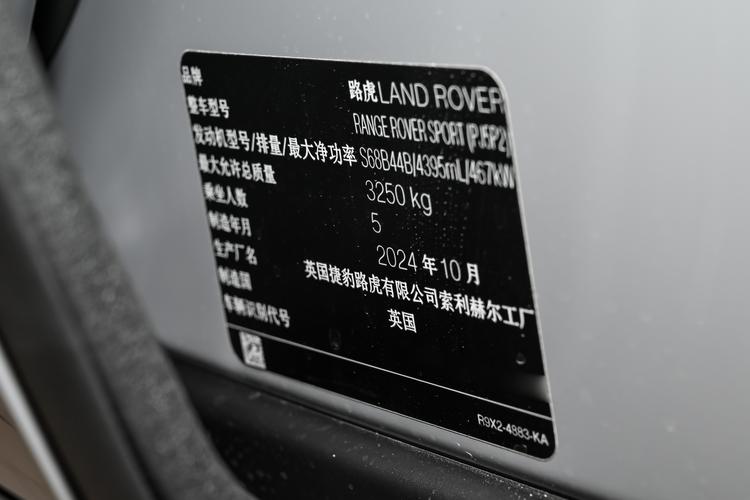 品牌 路虎LAND ROVER
整车型号 RANGE ROVER SPORT (PJ5P2)
发动机型号/排量/最大净功率 S68B44B/4395mL/467kW
最大允许总质量 3250 kg
乘坐人数 5
制造年月 2024 年 10 月
生产厂名 英国捷豹路虎有限公司索利赫尔工厂
制造国 英国
车辆识别代号
R9X2-4883-KA